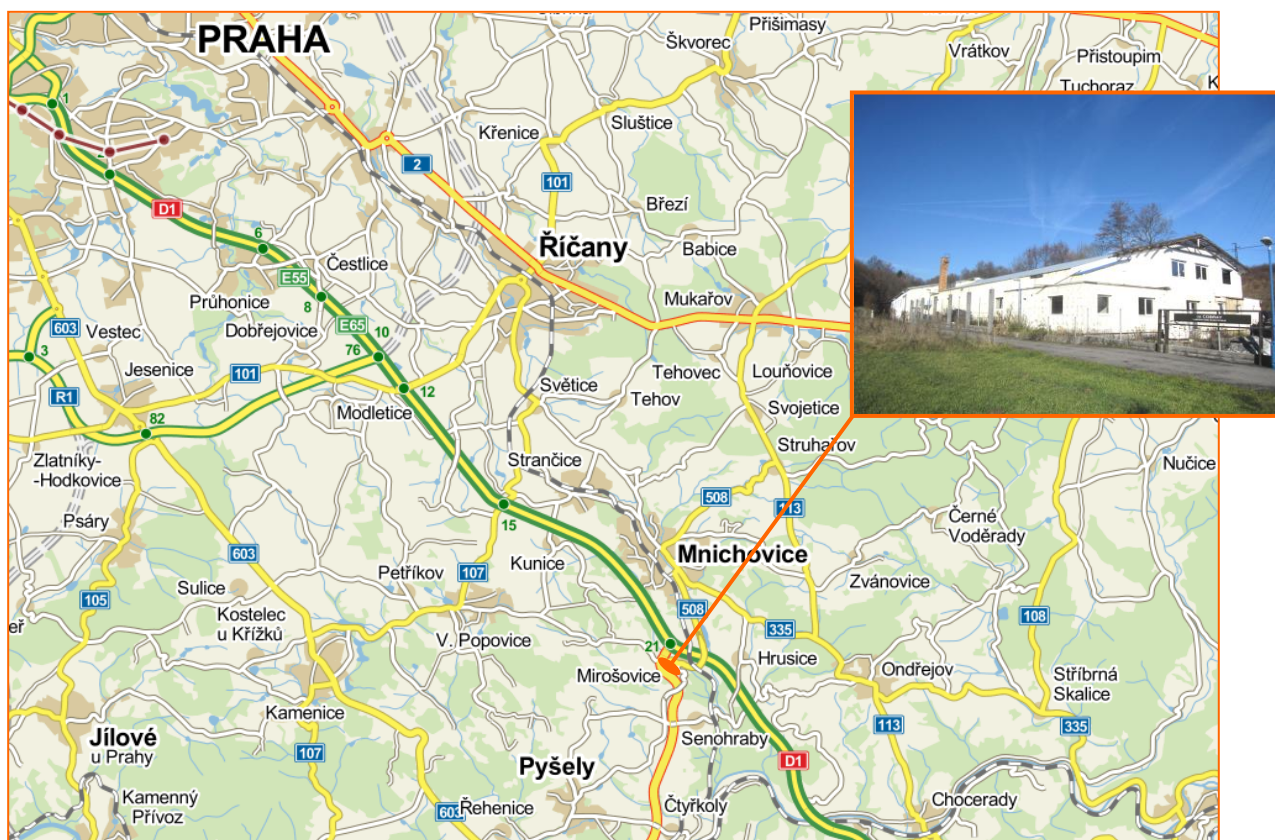 PRAHA
Škvorec
Přišimasy
Vrátkov
Přistoupim
Tuchoraz
K
1
Křenice
Sluštice
2
101
D1
Březí
6
Říčany
Babice
Čestlice
E55
Průhonice
8
Mukařov
603
Vestec
Dobřejovice
E65
10
3
76
Jesenice
101
R1
12
Světice
Tehovec
Louňovice
Modletice
Tehov
Svojetice
82
Struhařov
Zlatníky-
-Hodkovice
Strančice
Nučice
508
113
Psáry
15
Černé
Voděrady
603
Kunice
Mnichovice
Petříkov
107
Zvánovice
Sulice
105
508
Kostelec
u Křížků
108
335
V. Popovice
21
Hrusice
Mirošovice
Ondřejov
Stříbrná
Skalice
Kamenice
113
335
Jílové
u Prahy
107
Senohraby
D1
Pyšely
Kamenný
Přívoz
603
Řehenice
Čtyřkoly
Chocerady